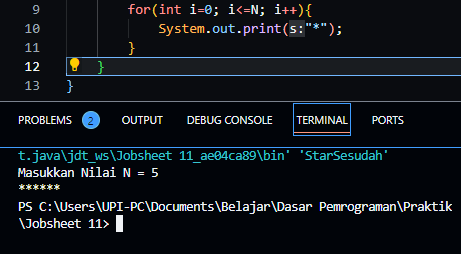 9 for(int i=0; i<=N; i++){
10 System.out.print(s:"*");
11 }
12 }
13 }
PROBLEMS 2 OUTPUT DEBUG CONSOLE TERMINAL PORTS
t.java\jdt_ws\Jobsheet 11_ae04ca89\bin' 'StarSesudah'
Masukkan Nilai N = 5
******
PS C:\Users\UPI-PC\Documents\Belajar\Dasar Pemrograman\Praktik
\Jobsheet 11>